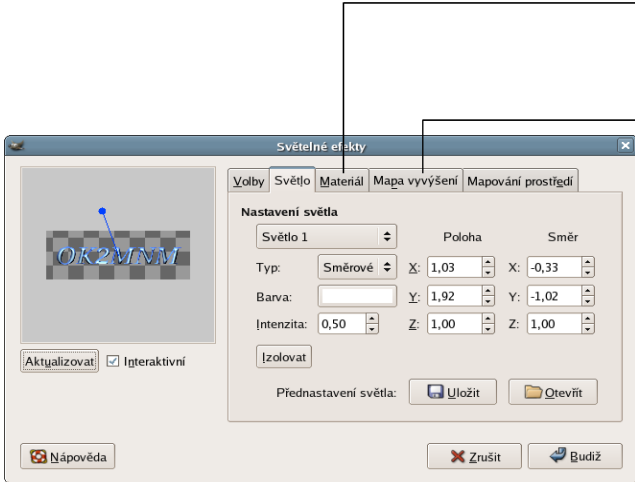 Světelné efekty
Volby Světlo Materiál Mapa vyvýšení Mapování prostředí
OK2MNM
Aktualizovat Interaktivní
Nastavení světla
Světlo 1 Poloha Směr
Typ: Směrové X: 1,03 X: -0,33
Barva: Y: 1,92 Y: -1,02
Intenzita: 0,50 Z: 1,00 Z: 1,00
Izolovat
Přednastavení světla: Uložit Otevřít
Nápověda Zrušit Budiž